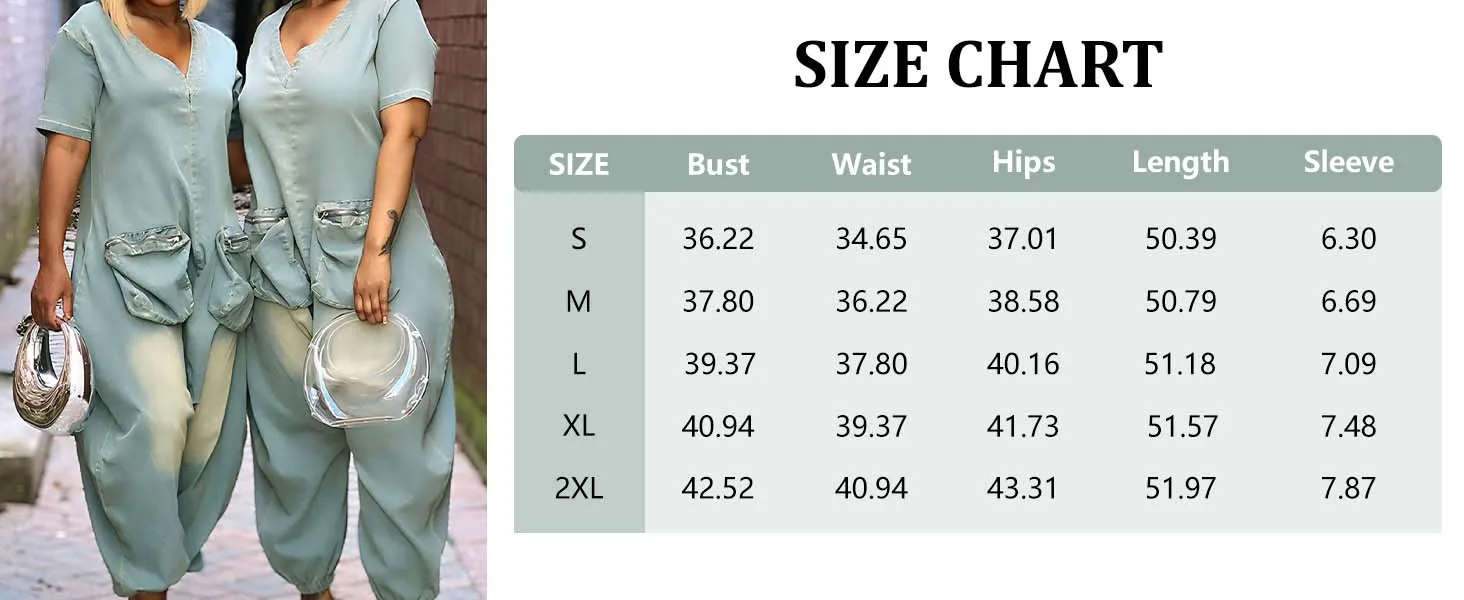 SIZE CHART
SIZE Bust Waist Hips Length Sleeve
S 36.22 34.65 37.01 50.39 6.30
M 37.80 36.22 38.58 50.79 6.69
L 39.37 37.80 40.16 51.18 7.09
XL 40.94 39.37 41.73 51.57 7.48
2XL 42.52 40.94 43.31 51.97 7.87